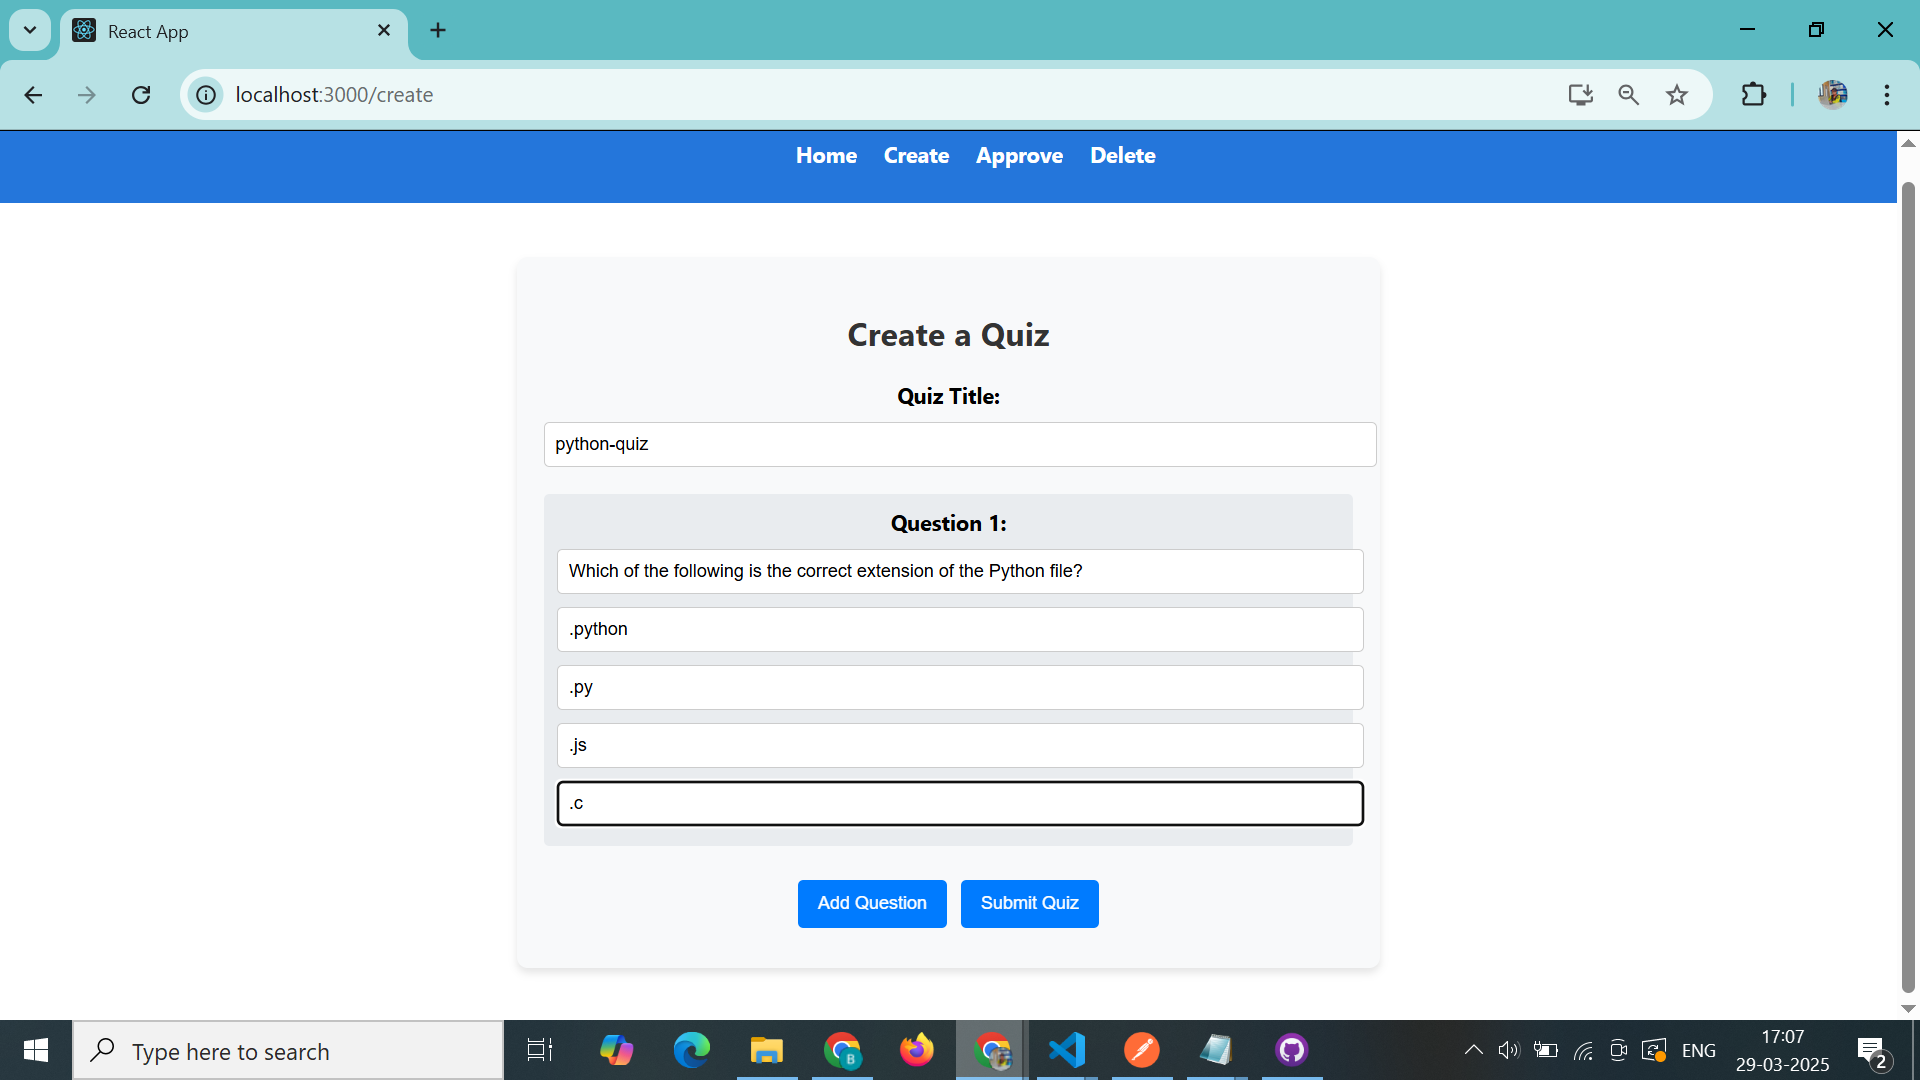 React App
localhost:3000/create
Home Create Approve Delete
Create a Quiz
Quiz Title:
python-quiz
Question 1:
Which of the following is the correct extension of the Python file?
.python
.py
.js
.c
Add Question Submit Quiz
Type here to search
B
ENG
17:07
29-03-2025
2